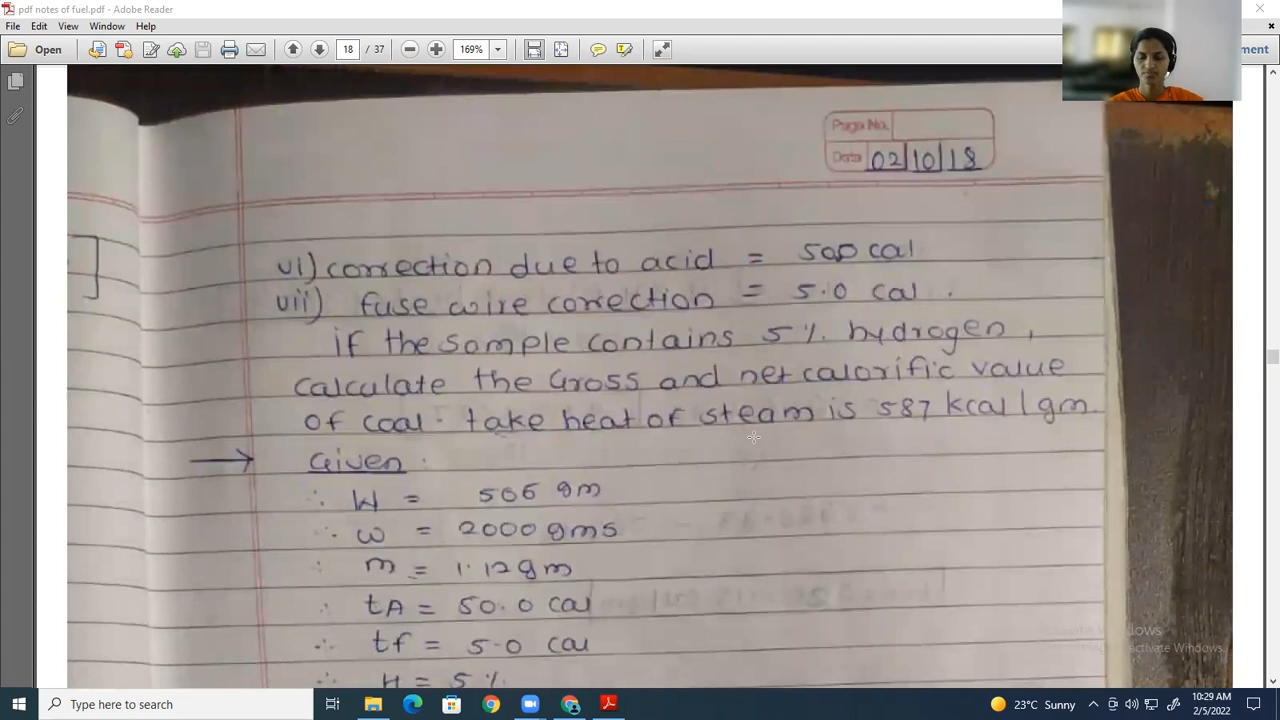 pdf notes of fuel.pdf - Adobe Reader
File Edit View Window Help
Open 18 / 37 169%
Page No.
Date 02/10/18
vi) correction due to acid = 500 cal
vii) fuse wire correction = 5.0 cal .
if the sample contains 5 %. hydrogen ,
calculate the Gross and net calorific value
of coal . take heat of steam is 587 kcal/gm
Given .
∴ W = 506 gm
∴ w = 2000 gms
∴ m = 1.12 gm
∴ tA = 50.0 cal
∴ tf = 5.0 cal
∴ H = 5 %.
Type here to search
23°C Sunny
10:29 AM
2/5/2022